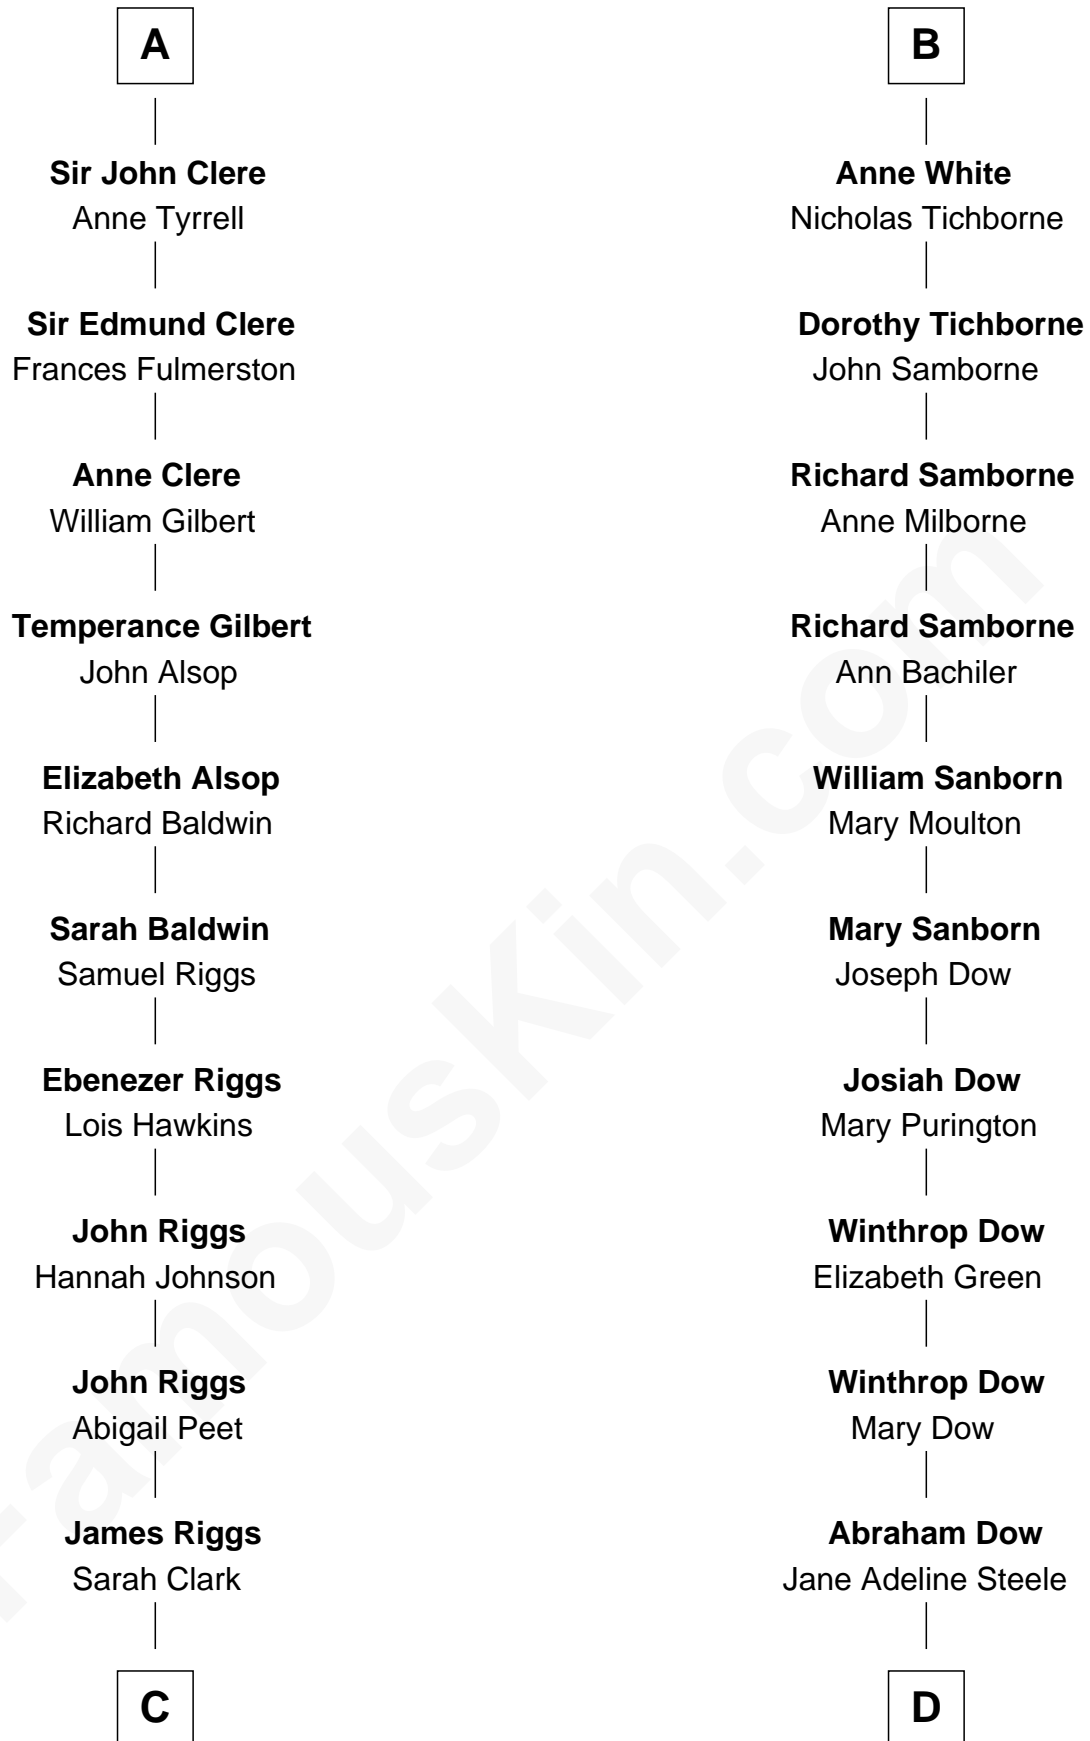 A
Sir John Clere
Anne Tyrrell
Sir Edmund Clere
Frances Fulmerston
Anne Clere
William Gilbert
Temperance Gilbert
John Alsop
Elizabeth Alsop
Richard Baldwin
Sarah Baldwin
Samuel Riggs
Ebenezer Riggs
Lois Hawkins
John Riggs
Hannah Johnson
John Riggs
Abigail Peet
James Riggs
Sarah Clark
C
B
Anne White
Nicholas Tichborne
Dorothy Tichborne
John Samborne
Richard Samborne
Anne Milborne
Richard Samborne
Ann Bachiler
William Sanborn
Mary Moulton
Mary Sanborn
Joseph Dow
Josiah Dow
Mary Purington
Winthrop Dow
Elizabeth Green
Winthrop Dow
Mary Dow
Abraham Dow
Jane Adeline Steele
D
FamousKin.com